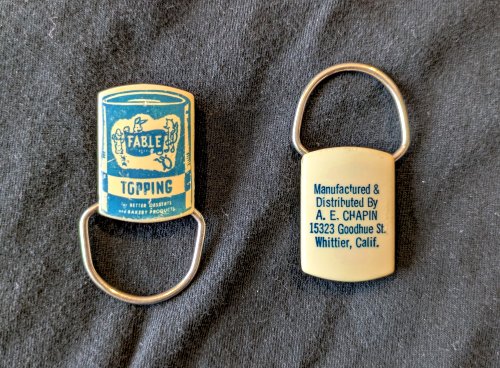 FABLE
TOPPING
for BETTER DESSERTS
and BAKERY PRODUCTS
Manufactured &
Distributed By
A. E. CHAPIN
15323 Goodhue St.
Whittier, Calif.